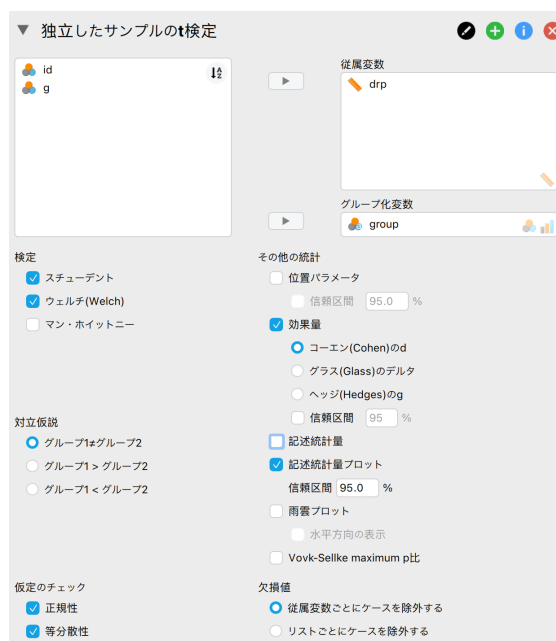 独立したサンプルのt検定
id
g
従属変数
drp
グループ化変数
group
検定
スチューデント
ウェルチ(Welch)
マン・ホイットニー
対立仮説
グループ1≠グループ2
グループ1 > グループ2
グループ1 < グループ2
仮定のチェック
正規性
等分散性
その他の統計
位置パラメータ
信頼区間 95.0 %
効果量
コーエン(Cohen)のd
グラス(Glass)のデルタ
ヘッジ(Hedges)のg
信頼区間 95 %
記述統計量
記述統計量プロット
信頼区間 95.0 %
雨雲プロット
水平方向の表示
Vovk-Sellke maximum p比
欠損値
従属変数ごとにケースを除外する
リストごとにケースを除外する